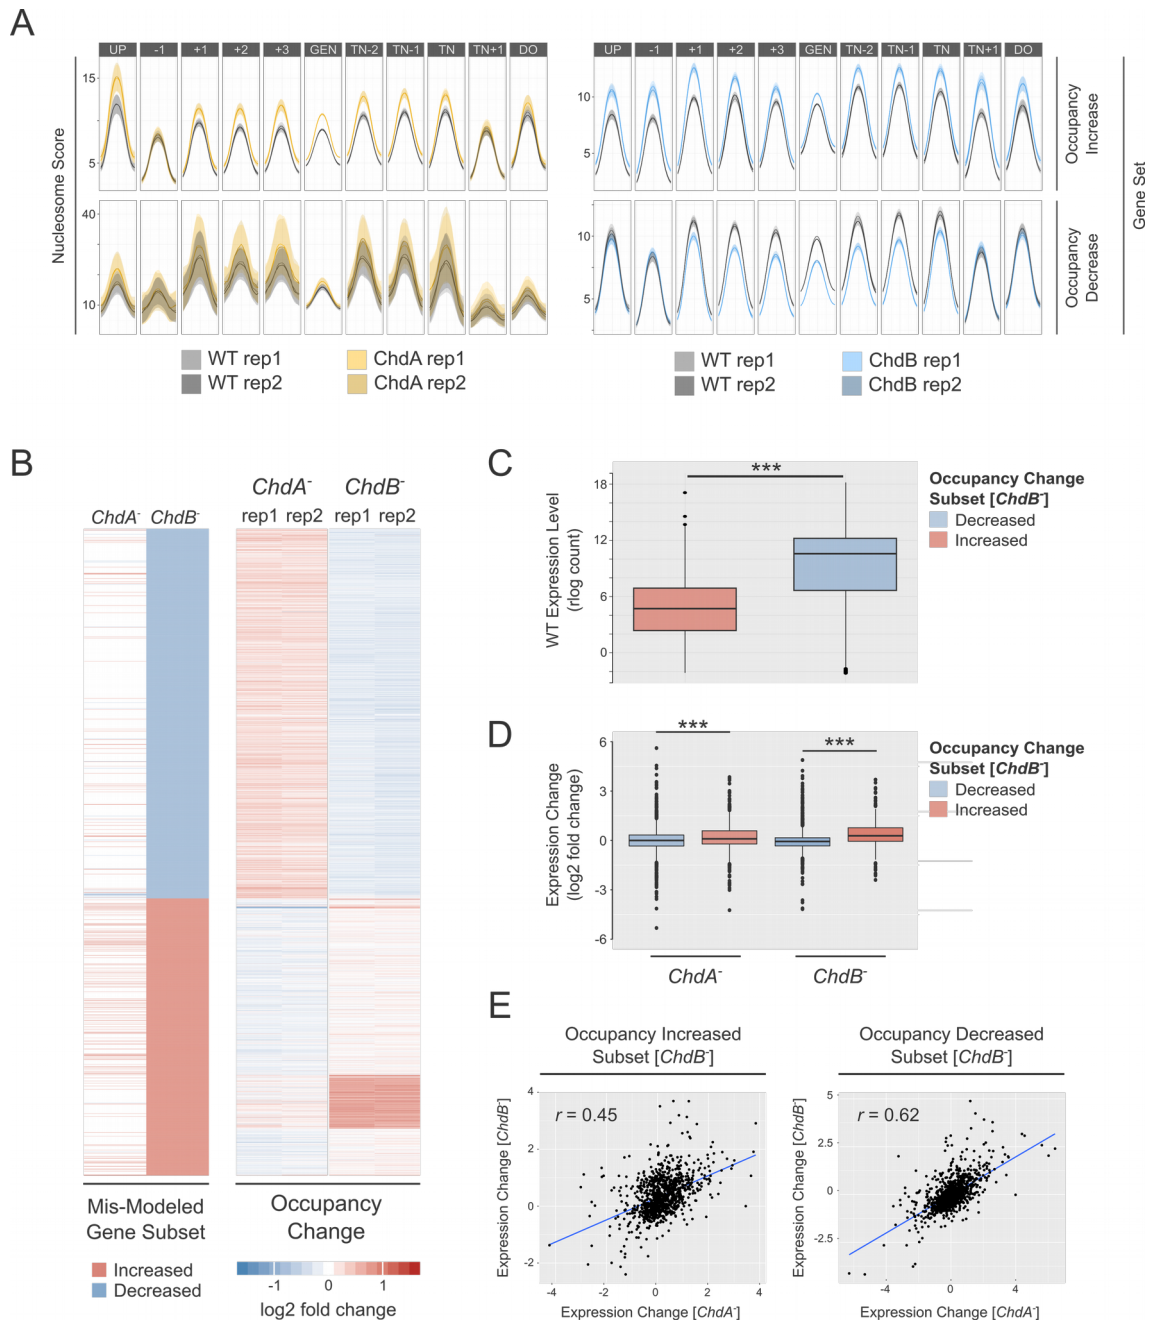 A
UP -1 +1 +2 +3 GEN TN-2 TN-1 TN TN+1 DO
UP -1 +1 +2 +3 GEN TN-2 TN-1 TN TN+1 DO
Nucleosome Score
15
5
40
10
10
5
10
5
Occupancy
Increase
Occupancy
Decrease
Gene Set
WT rep1
WT rep2
ChdA rep1
ChdA rep2
WT rep1
WT rep2
ChdB rep1
ChdB rep2
B
ChdA- ChdB-
ChdA- ChdB-
rep1 rep2 rep1 rep2
Mis-Modeled
Gene Subset
Increased
Decreased
Occupancy
Change
-1 0 1
log2 fold change
C
WT Expression Level
(rlog count)
18
12
6
0
***
Occupancy Change
Subset [ChdB-]
Decreased
Increased
D
Expression Change
(log2 fold change)
6
3
0
-3
-6
***
***
ChdA-
ChdB-
Occupancy Change
Subset [ChdB-]
Decreased
Increased
E
Occupancy Increased
Subset [ChdB-]
Expression Change [ChdB-]
4
2
0
-2
r = 0.45
-4 -2 0 2 4
Expression Change [ChdA-]
Occupancy Decreased
Subset [ChdB-]
Expression Change [ChdB-]
5
2.5
0
-2.5
r = 0.62
-4 0 4
Expression Change [ChdA-]